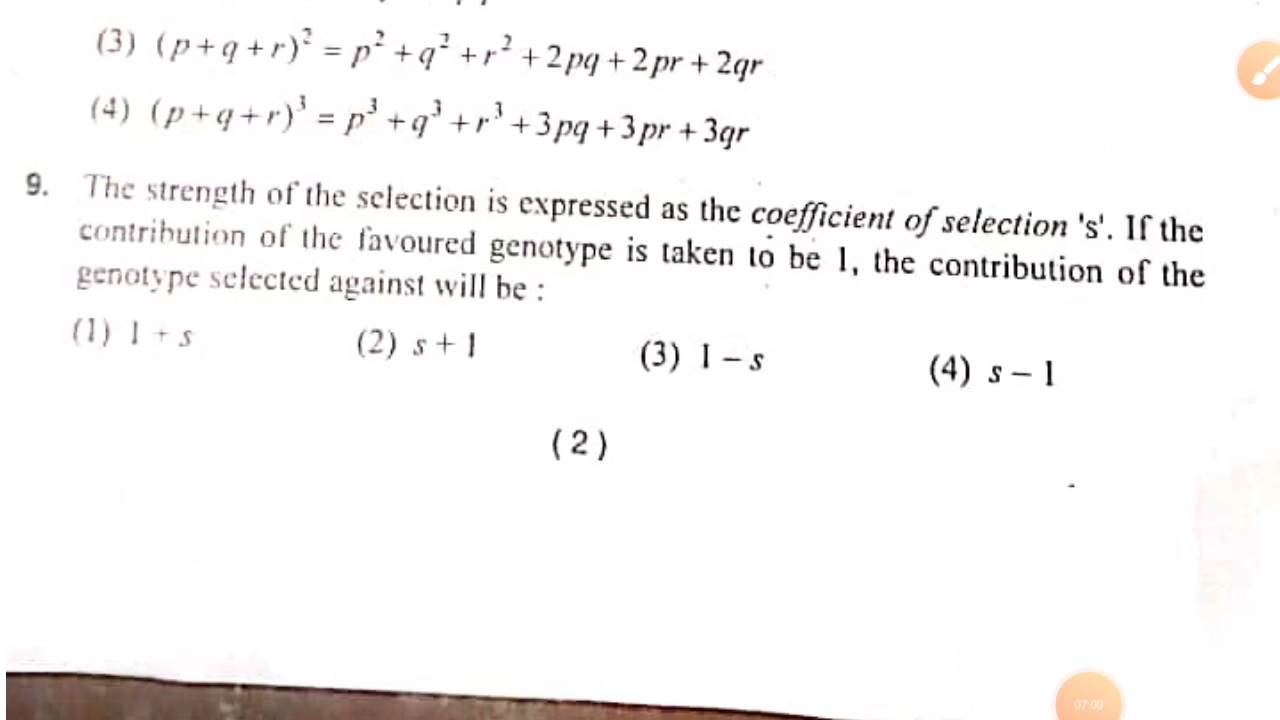 (3) (p+q+r)² = p² + q² + r² + 2pq + 2pr + 2qr
(4) (p+q+r)³ = p³ + q³ + r³ + 3pq + 3pr + 3qr
9. The strength of the selection is expressed as the coefficient of selection 's'. If the
contribution of the favoured genotype is taken to be 1, the contribution of the
genotype selected against will be :
(1) 1 + s (2) s + 1 (3) 1 – s (4) s – 1
( 2 )
07:00